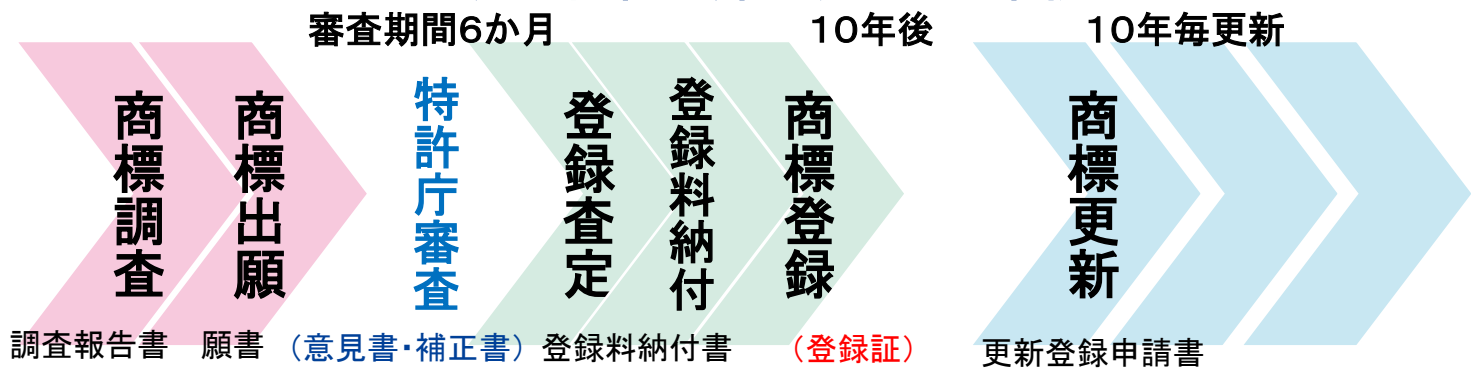 審査期間6か月
10年後
10年毎更新
商標調査
商標出願
特許庁審査
登録査定
登録料納付
商標登録
商標更新
調査報告書
願書
（意見書・補正書）
登録料納付書
（登録証）
更新登録申請書